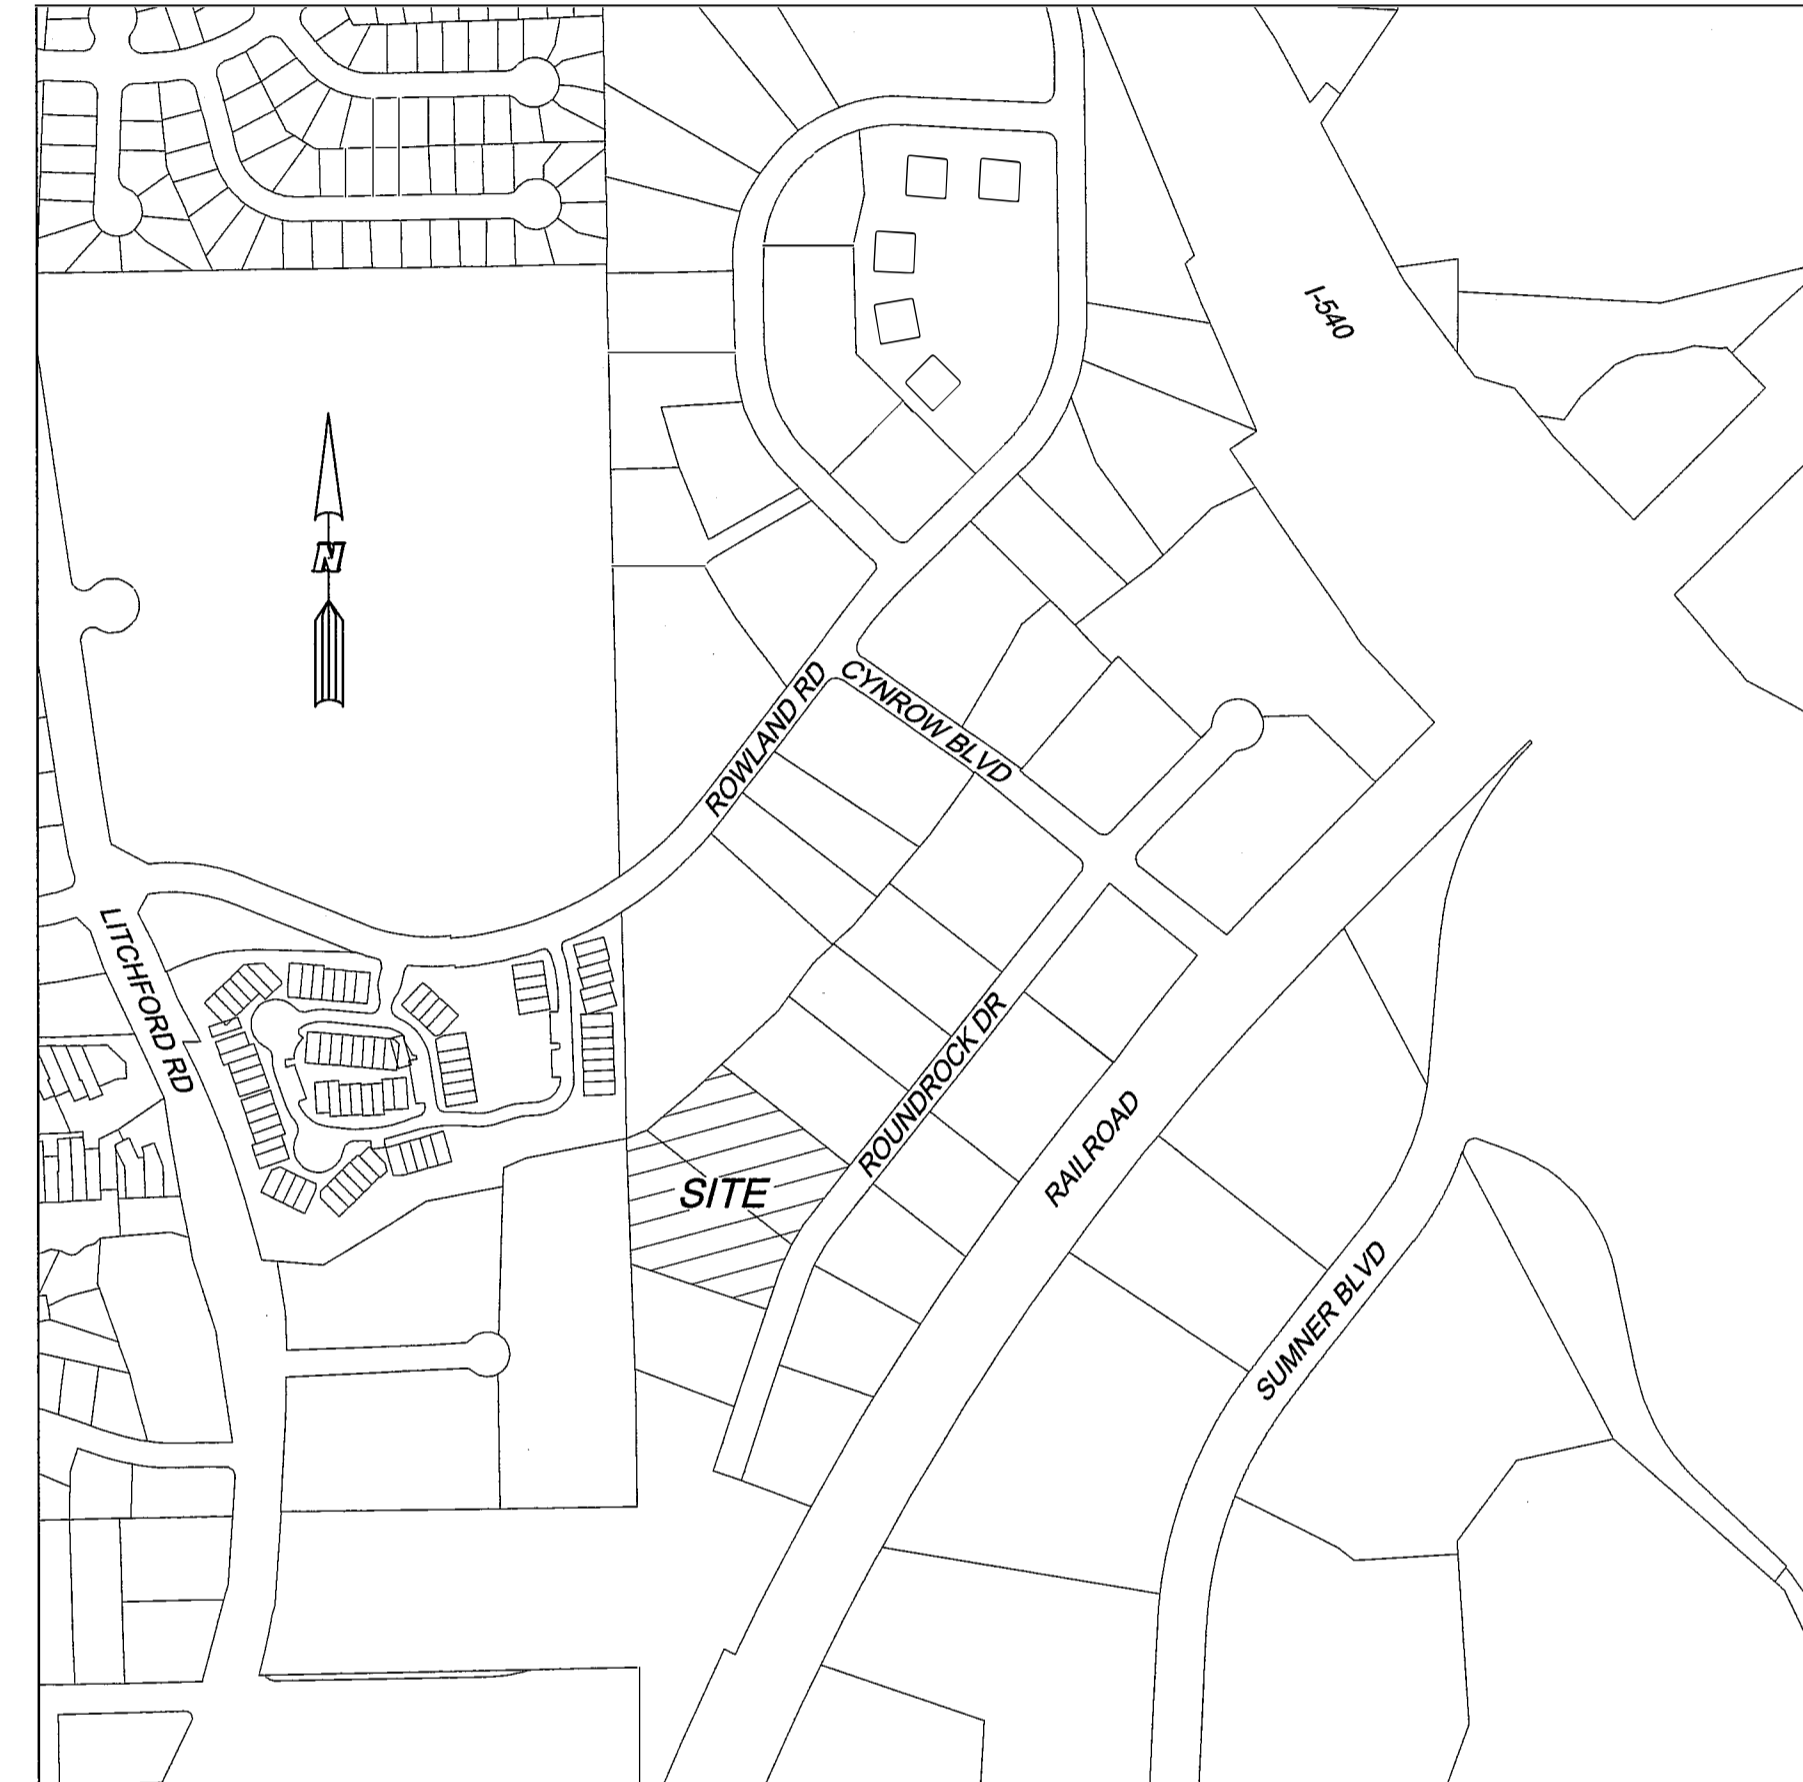 I-540
N
ROWLAND RD
CYNROW BLVD
LITCHFORD RD
ROUNDROCK DR
RAILROAD
SITE
SUMNER BLVD